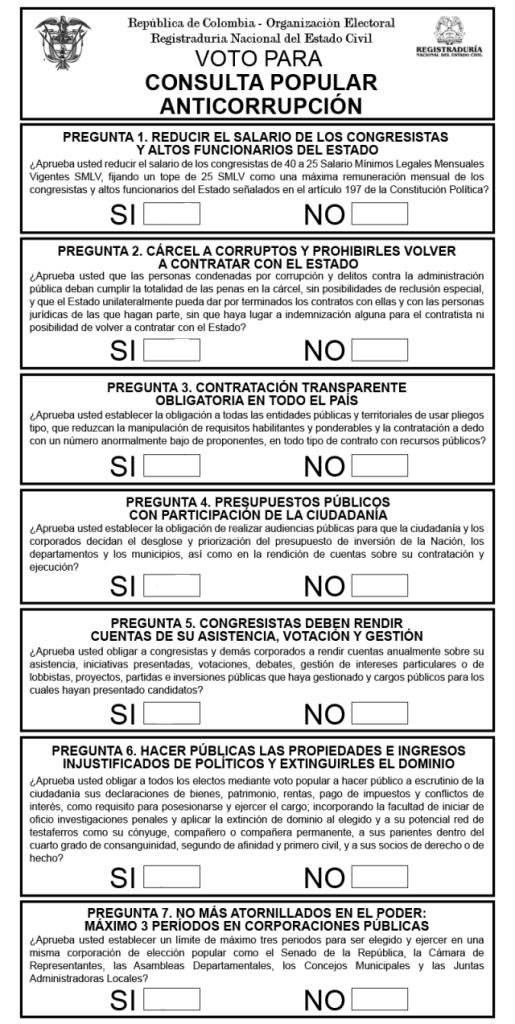 República de Colombia - Organización Electoral
Registraduría Nacional del Estado Civil
VOTO PARA
CONSULTA POPULAR
ANTICORRUPCIÓN
REGISTRADURÍA
NACIONAL DEL ESTADO CIVIL
PREGUNTA 1. REDUCIR EL SALARIO DE LOS CONGRESISTAS
Y ALTOS FUNCIONARIOS DEL ESTADO
¿Aprueba usted reducir el salario de los congresistas de 40 a 25 Salario Mínimos Legales Mensuales
Vigentes SMLV, fijando un tope de 25 SMLV como una máxima remuneración mensual de los
congresistas y altos funcionarios del Estado señalados en el artículo 197 de la Constitución Política?
SI NO
PREGUNTA 2. CÁRCEL A CORRUPTOS Y PROHIBIRLES VOLVER
A CONTRATAR CON EL ESTADO
¿Aprueba usted que las personas condenadas por corrupción y delitos contra la administración
pública deban cumplir la totalidad de las penas en la cárcel, sin posibilidades de reclusión especial,
y que el Estado unilateralmente pueda dar por terminados los contratos con ellas y con las personas
jurídicas de las que hagan parte, sin que haya lugar a indemnización alguna para el contratista ni
posibilidad de volver a contratar con el Estado?
SI NO
PREGUNTA 3. CONTRATACIÓN TRANSPARENTE
OBLIGATORIA EN TODO EL PAÍS
¿Aprueba usted establecer la obligación a todas las entidades públicas y territoriales de usar pliegos
tipo, que reduzcan la manipulación de requisitos habilitantes y ponderables y la contratación a dedo
con un número anormalmente bajo de proponentes, en todo tipo de contrato con recursos públicos?
SI NO
PREGUNTA 4. PRESUPUESTOS PÚBLICOS
CON PARTICIPACIÓN DE LA CIUDADANÍA
¿Aprueba usted establecer la obligación de realizar audiencias públicas para que la ciudadanía y los
corporados decidan el desglose y priorización del presupuesto de inversión de la Nación, los
departamentos y los municipios, así como en la rendición de cuentas sobre su contratación y
ejecución?
SI NO
PREGUNTA 5. CONGRESISTAS DEBEN RENDIR
CUENTAS DE SU ASISTENCIA, VOTACIÓN Y GESTIÓN
¿Aprueba usted obligar a congresistas y demás corporados a rendir cuentas anualmente sobre su
asistencia, iniciativas presentadas, votaciones, debates, gestión de intereses particulares o de
lobbistas, proyectos, partidas e inversiones públicas que haya gestionado y cargos públicos para los
cuales hayan presentado candidatos?
SI NO
PREGUNTA 6. HACER PÚBLICAS LAS PROPIEDADES E INGRESOS
INJUSTIFICADOS DE POLÍTICOS Y EXTINGUIRLES EL DOMINIO
¿Aprueba usted obligar a todos los electos mediante voto popular a hacer público a escrutinio de la
ciudadanía sus declaraciones de bienes, patrimonio, rentas, pago de impuestos y conflictos de
interés, como requisito para posesionarse y ejercer el cargo; incorporando la facultad de iniciar de
oficio investigaciones penales y aplicar la extinción de dominio al elegido y a su potencial red de
testaferros como su cónyuge, compañero o compañera permanente, a sus parientes dentro del
cuarto grado de consanguinidad, segundo de afinidad y primero civil, y a sus socios de derecho o de
hecho?
SI NO
PREGUNTA 7. NO MÁS ATORNILLADOS EN EL PODER:
MÁXIMO 3 PERÍODOS EN CORPORACIONES PÚBLICAS
¿Aprueba usted establecer un límite de máximo tres periodos para ser elegido y ejercer en una
misma corporación de elección popular como el Senado de la República, la Cámara de
Representantes, las Asambleas Departamentales, los Concejos Municipales y las Juntas
Administradoras Locales?
SI NO